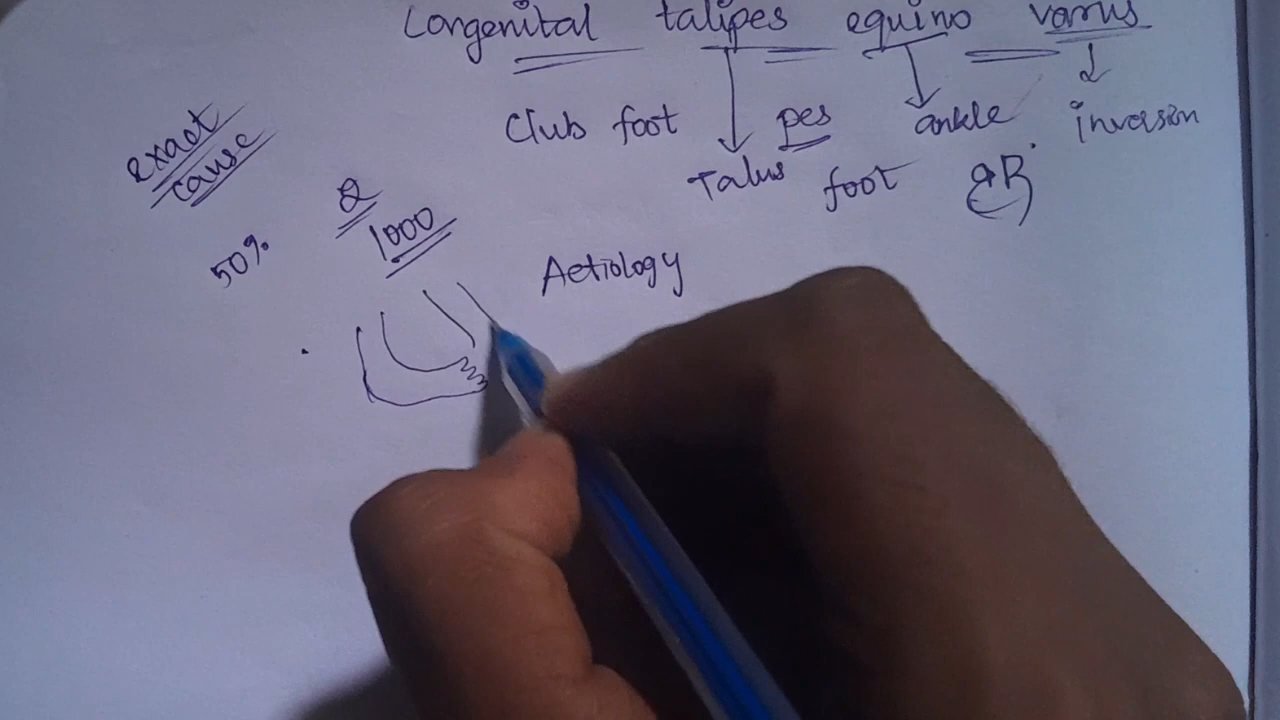 Congenital talipes equino varus
Club foot
Talus
pes
foot
ankle
inversion
exact
cause
50%
2
1000
Aetiology